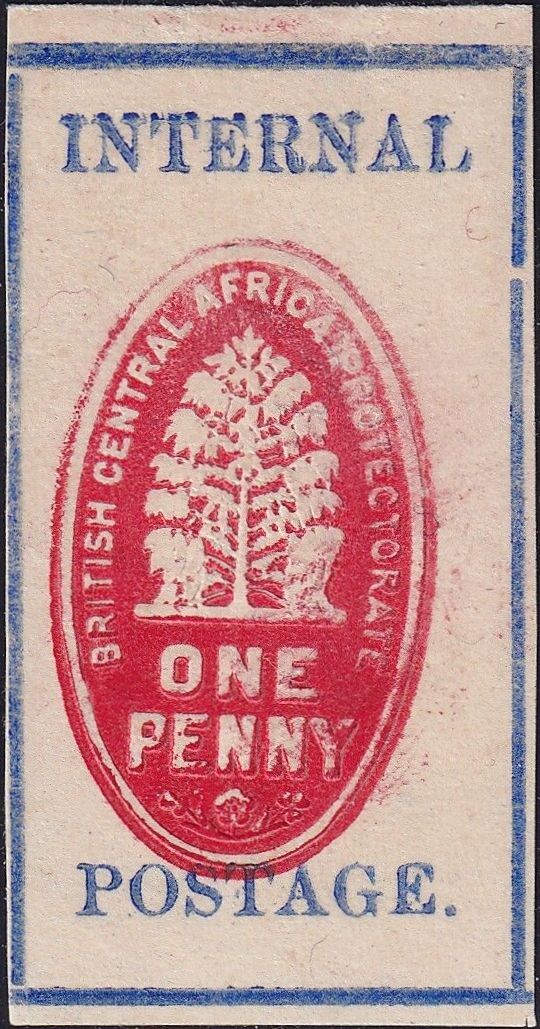 INTERNAL
BRITISH CENTRAL AFRICA PROTECTORATE
ONE
PENNY
POSTAGE.